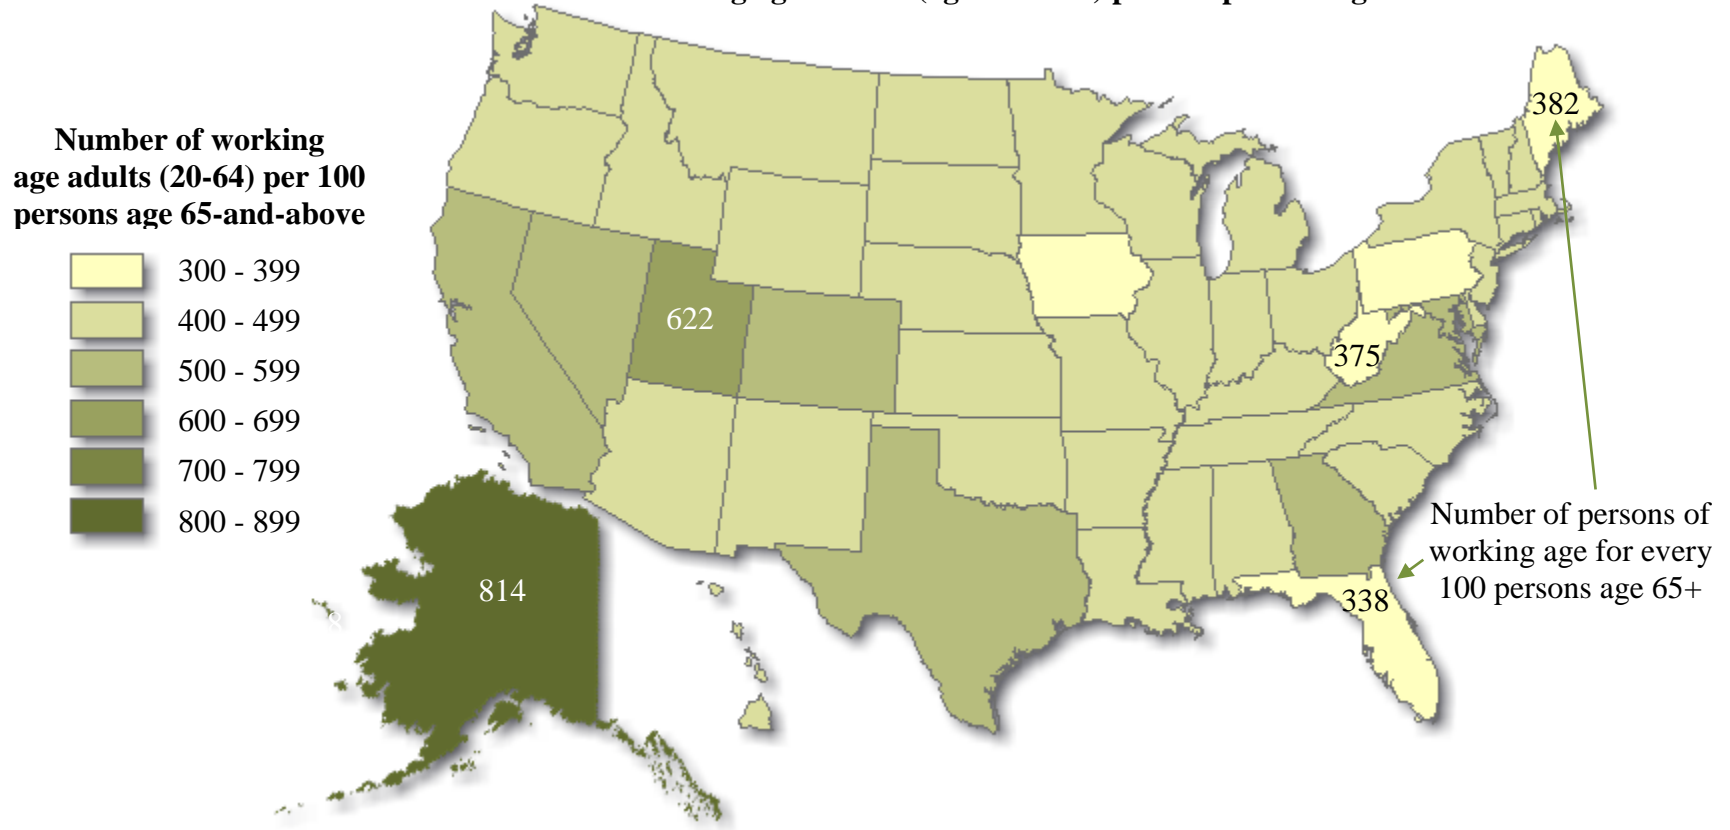 Number of working
age adults (20-64) per 100
persons age 65-and-above
300 - 399
400 - 499
500 - 599
600 - 699
700 - 799
800 - 899
382
622
375
814
338
8
Number of persons of
working age for every
100 persons age 65+